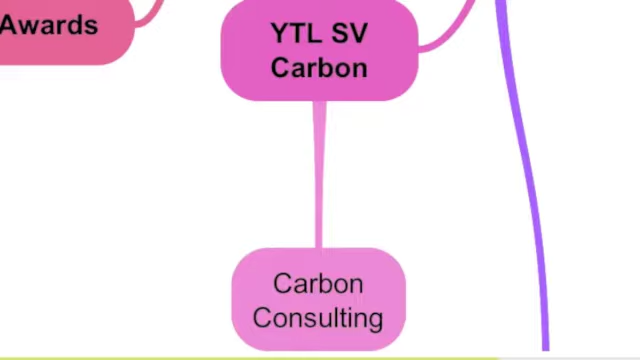 Awards
YTL SV
Carbon
Carbon
Consulting